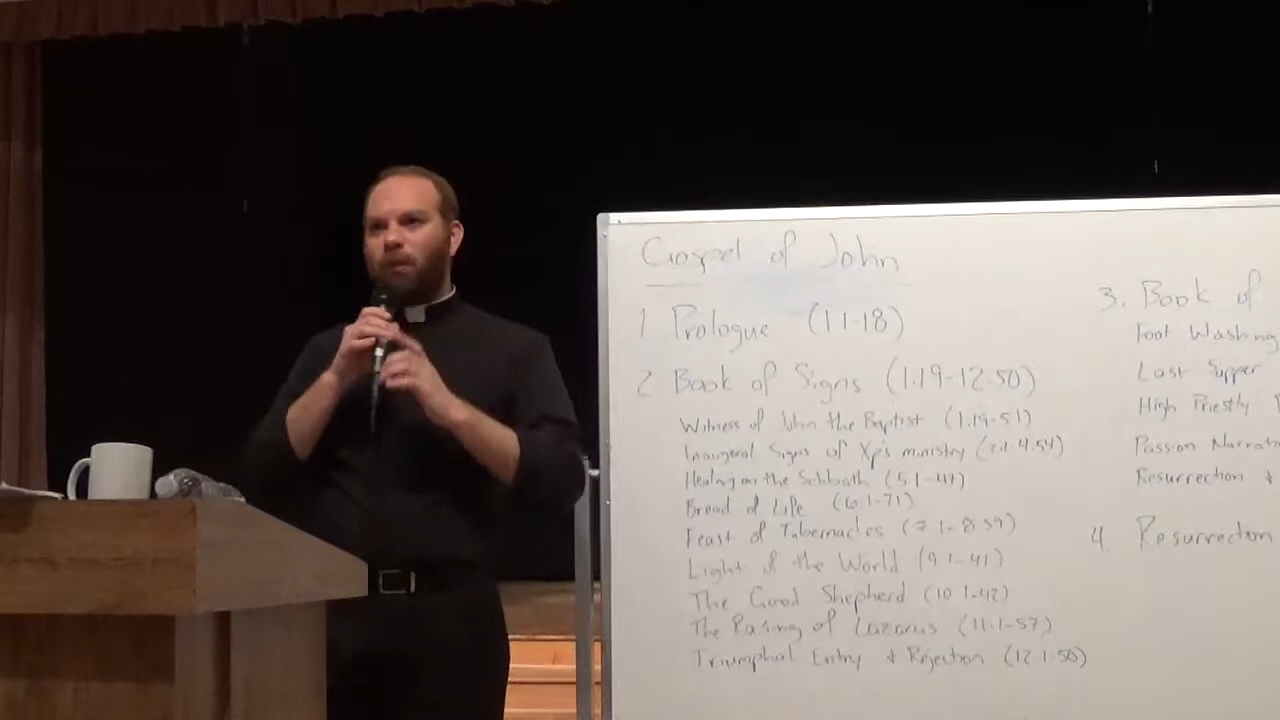 Gospel of John
1 Prologue (1 1-18)
2 Book of Signs (1.19-12.50)
Witness of John the Baptist (1.19-51)
Inaugural Signs of Xp's ministry (2.1-4.54)
Healing on the Sabbath (5.1-47)
Bread of Life (6.1-71)
Feast of Tabernacles (7 1-8.59)
Light of the World (9 1-41)
The Good Shepherd (10 1-42)
The Raising of Lazarus (11.1-57)
Triumphal Entry & Rejection (12 1.50)
3. Book of
Foot Washing
Last Supper
High Priestly
Passion Narrati
Resurrection &
4 Resurrection